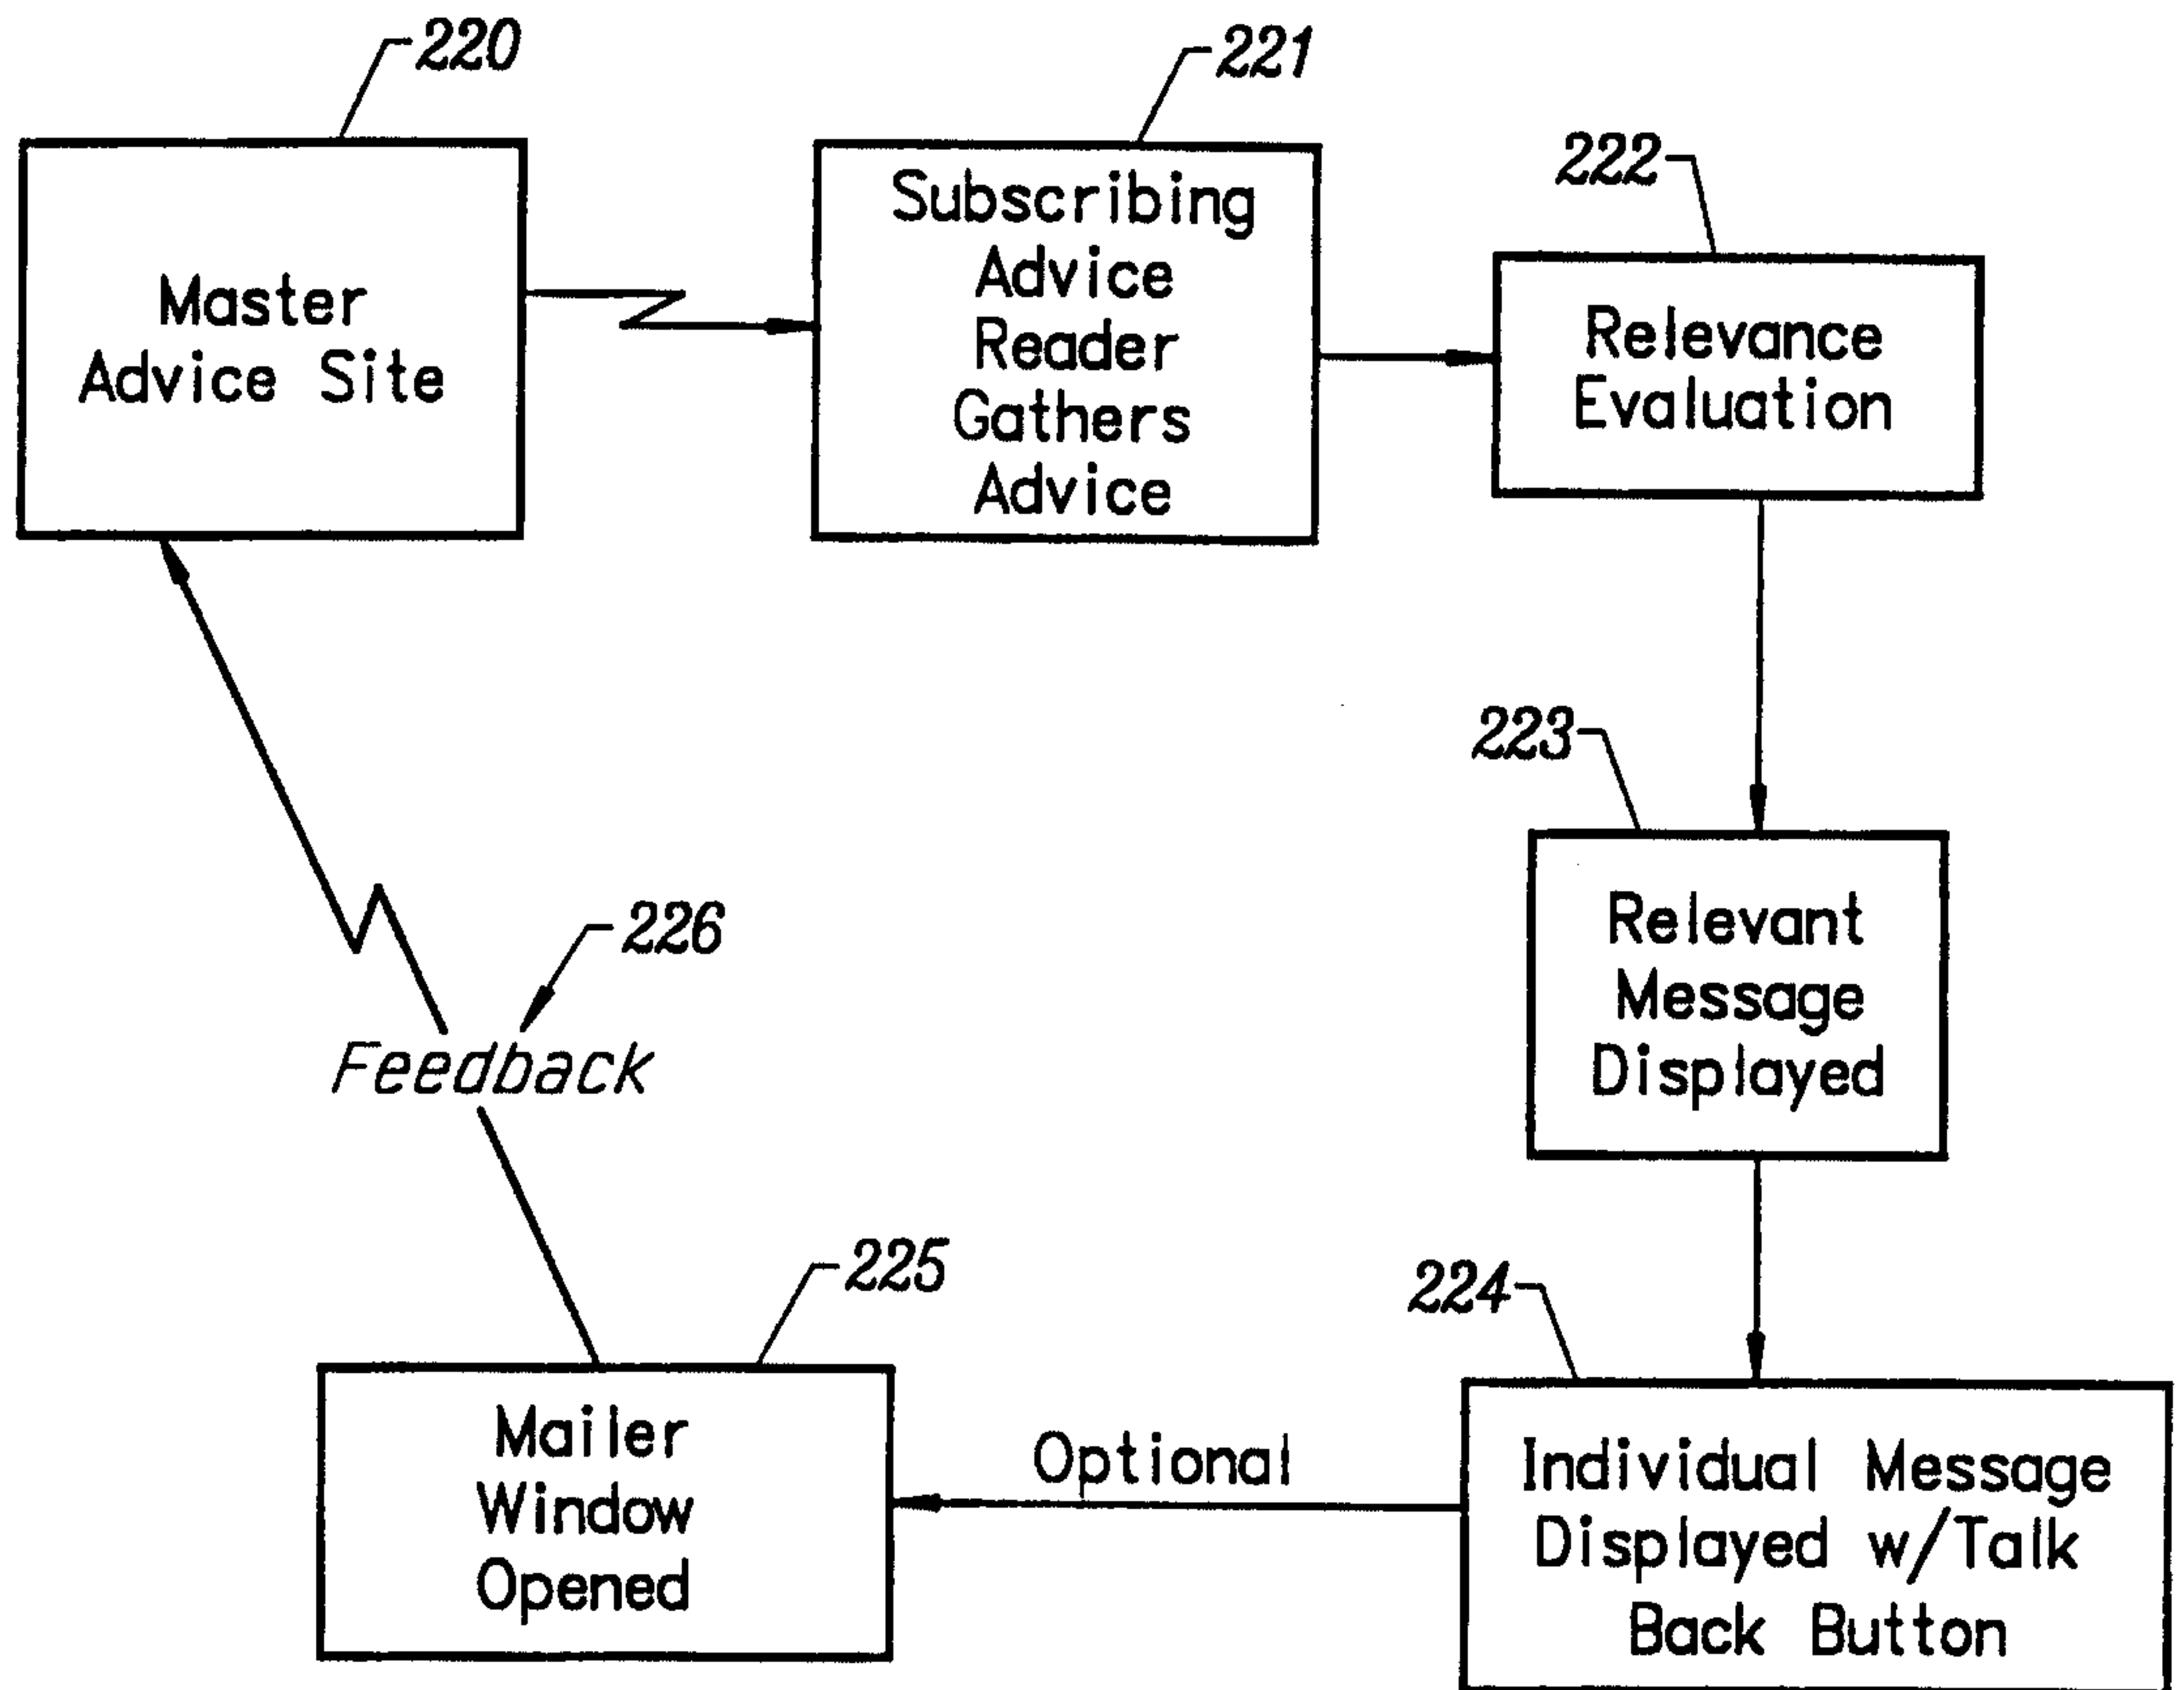 220
Master
Advice Site
221
Subscribing
Advice
Reader
Gathers
Advice
222
Relevance
Evaluation
223
Relevant
Message
Displayed
224
Individual Message
Displayed w/Talk
Back Button
Optional
225
Mailer
Window
Opened
226
Feedback